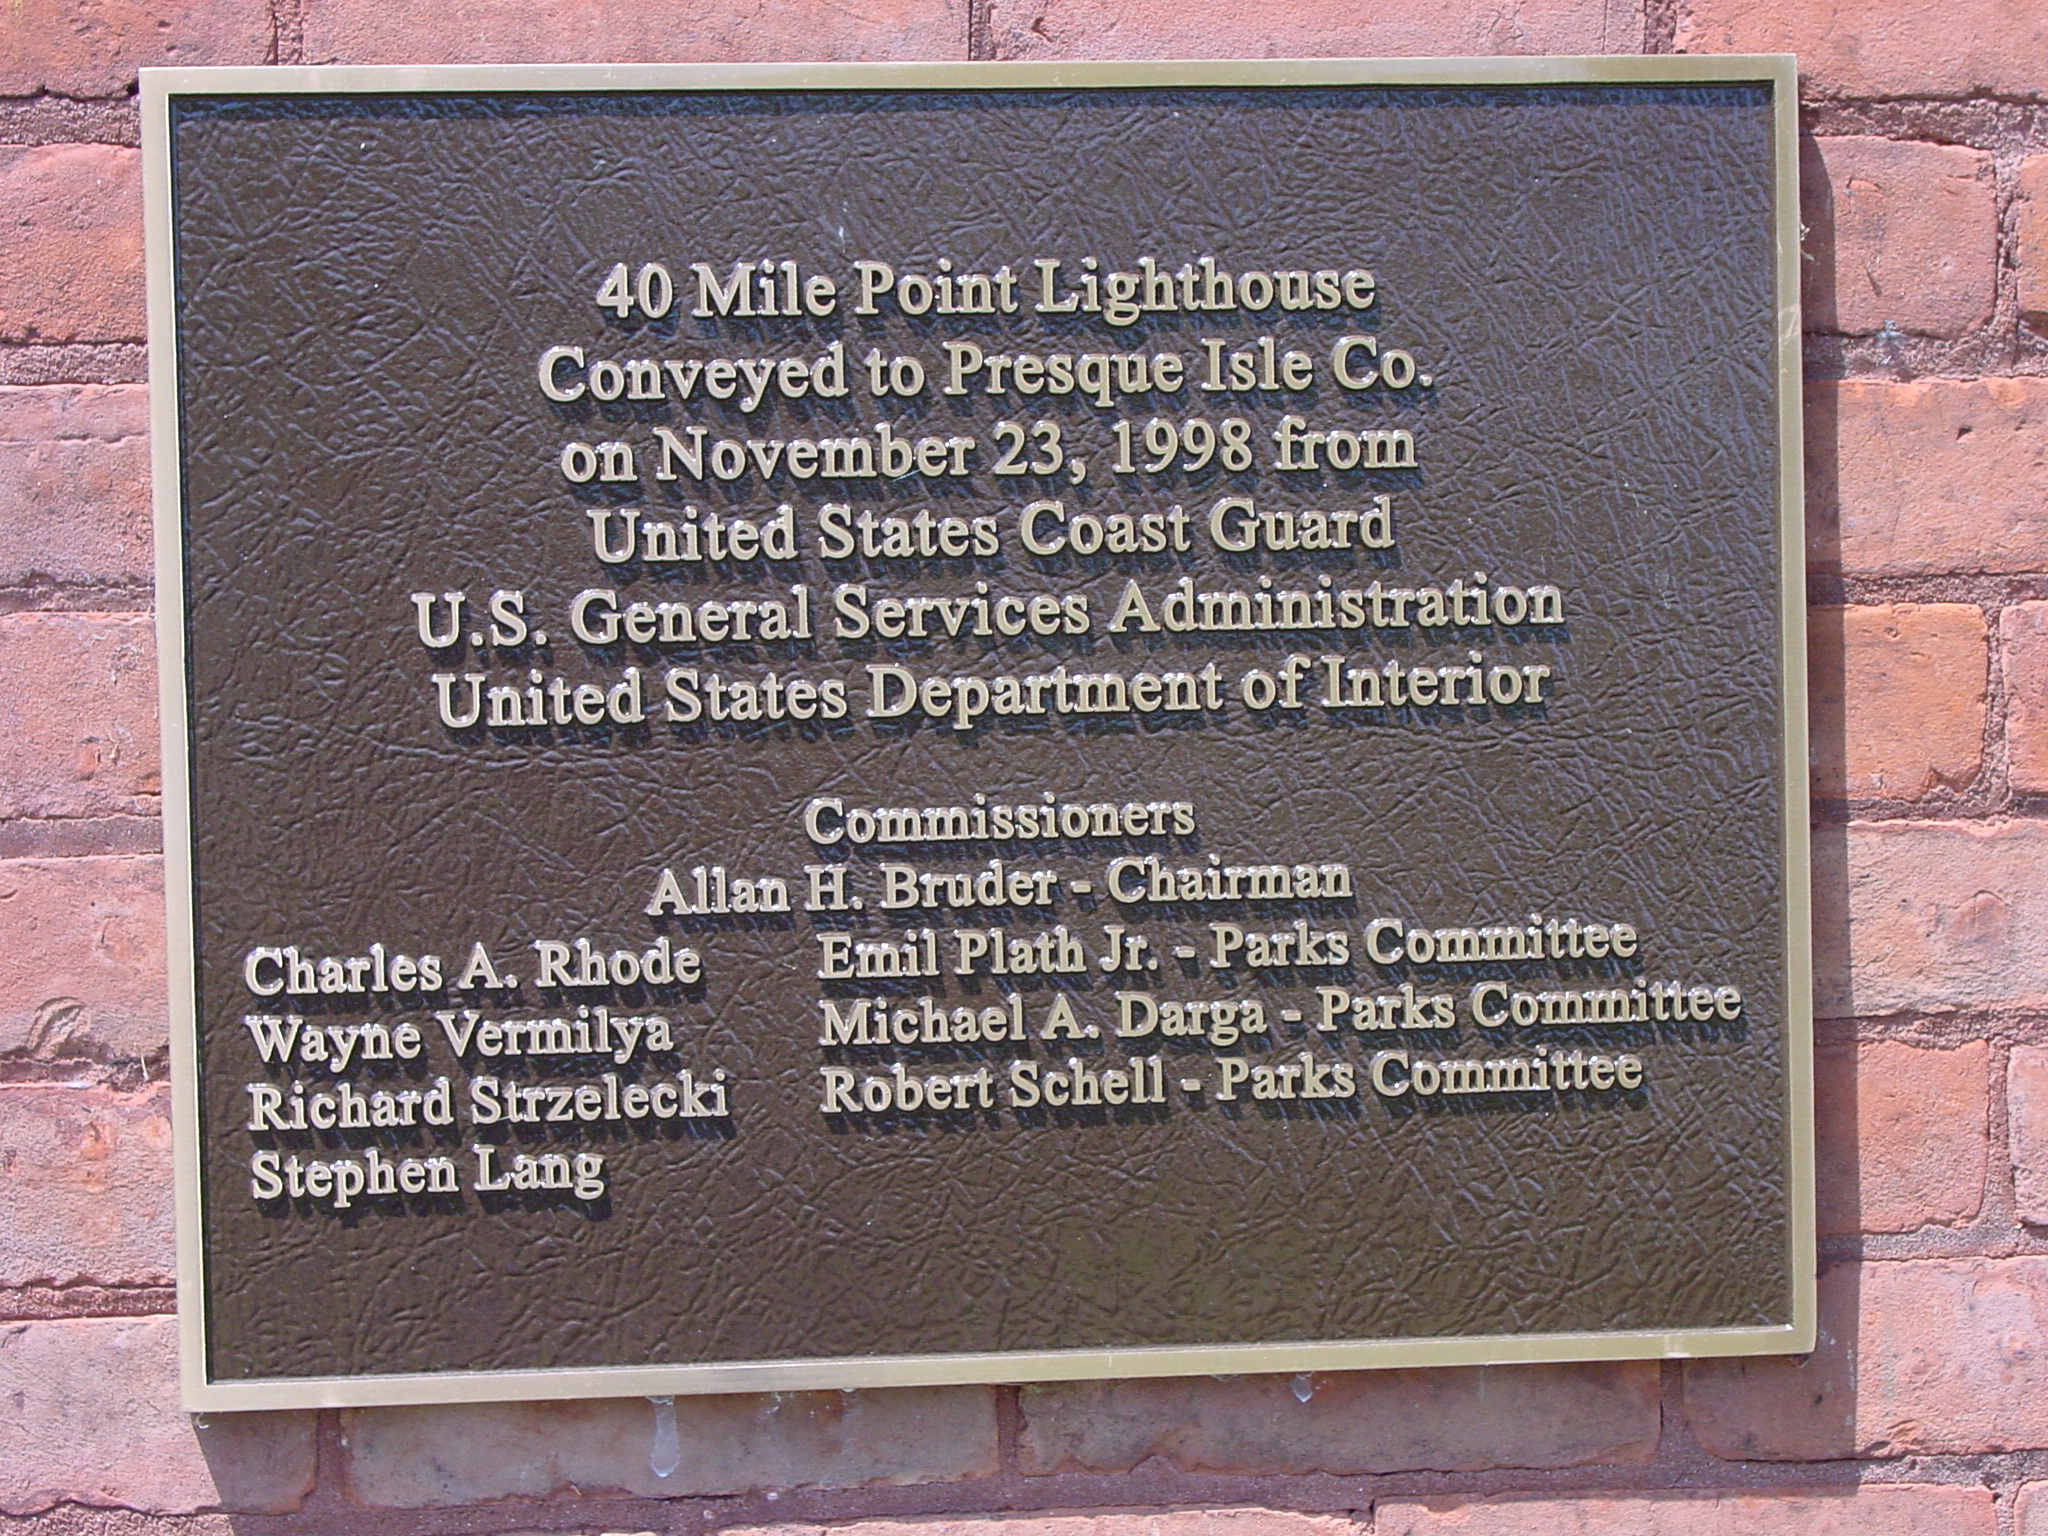 40 Mile Point Lighthouse
Conveyed to Presque Isle Co.
on November 23, 1998 from
United States Coast Guard
U.S. General Services Administration
United States Department of Interior
Commissioners
Allan H. Bruder - Chairman
Charles A. Rhode
Wayne Vermilya
Richard Strzelecki
Stephen Lang
Emil Plath Jr. - Parks Committee
Michael A. Darga - Parks Committee
Robert Schell - Parks Committee